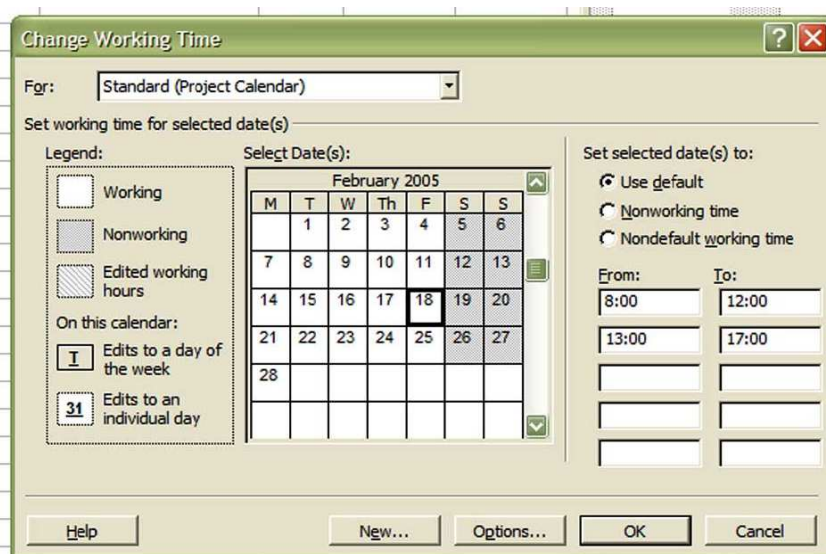 Change Working Time
For: Standard (Project Calendar)
Set working time for selected date(s)
Legend:
Working
Nonworking
Edited working
hours
On this calendar:
T Edits to a day of
the week
31 Edits to an
individual day
Select Date(s):
February 2005
M T W Th F S S
1 2 3 4 5 6
7 8 9 10 11 12 13
14 15 16 17 18 19 20
21 22 23 24 25 26 27
28
Set selected date(s) to:
Use default
Nonworking time
Nondefault working time
From: To:
8:00 12:00
13:00 17:00
Help New... Options... OK Cancel